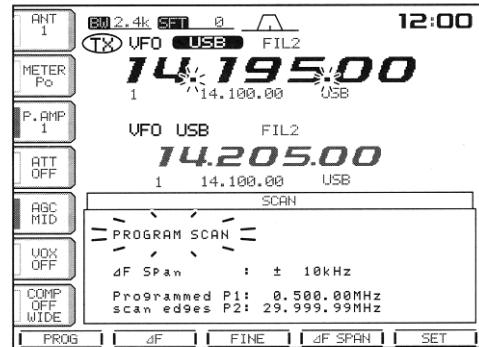 ANT
1
BW 2.4k SFT 0
12:00
TX VFO USB FIL2
14.195.00
1 14.100.00 USB
METER
Po
P.AMP
1
VFO USB FIL2
14.205.00
1 14.100.00 USB
ATT
OFF
AGC
MID
VOX
OFF
COMP
OFF
WIDE
SCAN
PROGRAM SCAN
⊿F SPan : ± 10kHz
Programmed P1: 0.500.00MHz
scan edges P2: 29.999.99MHz
PROG ⊿F FINE ⊿F SPAN SET